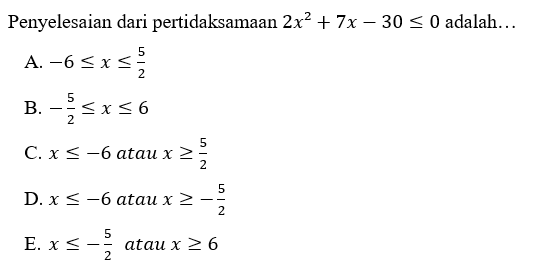 Penyelesaian dari pertidaksamaan 2x² + 7x − 30 ≤ 0 adalah…
A. −6 ≤ x ≤ 5/2
B. −5/2 ≤ x ≤ 6
C. x ≤ −6 atau x ≥ 5/2
D. x ≤ −6 atau x ≥ −5/2
E. x ≤ −5/2 atau x ≥ 6